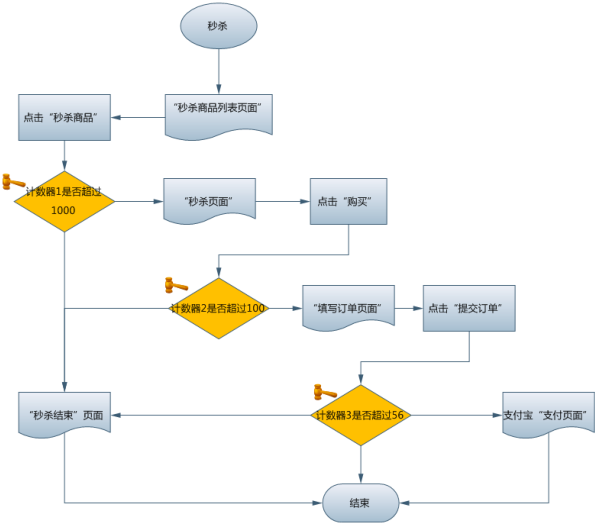 秒杀
“秒杀商品列表页面”
点击“秒杀商品”
计数器1是否超过
1000
“秒杀页面”
点击“购买”
计数器2是否超过100
“填写订单页面”
点击“提交订单”
“秒杀结束”页面
计数器3是否超过56
支付宝“支付页面”
结束